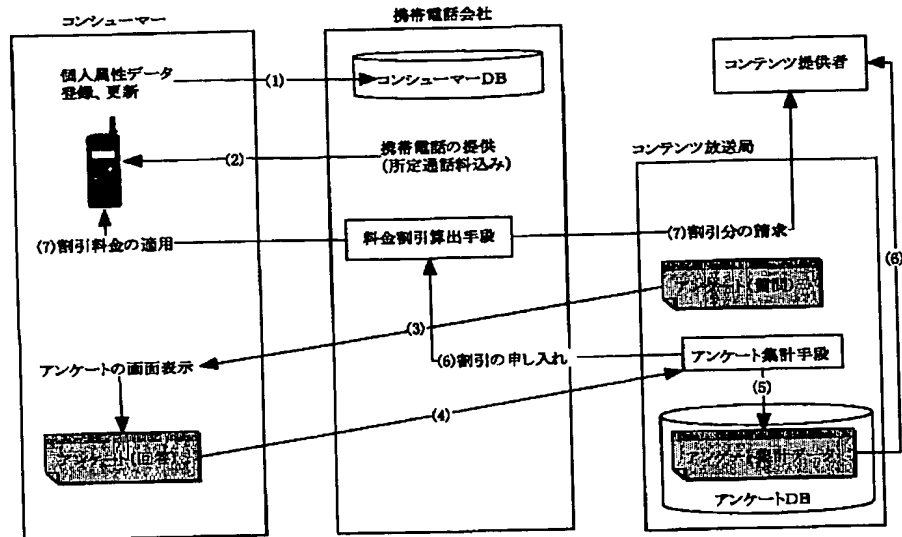 コンシューマー
携帯電話会社
個人属性データ
登録、更新
(1)
コンシューマーDB
コンテンツ提供者
(2)
携帯電話の提供
(所定通話料込み)
コンテンツ放送局
(7)割引料金の適用
料金割引算出手段
(7)割引分の請求
(6)
アンケート(質問)
(3)
アンケートの画面表示
(6)割引の申し入れ
アンケート集計手段
(4)
(5)
アンケート(回答)
アンケート(集計データ)
アンケートDB